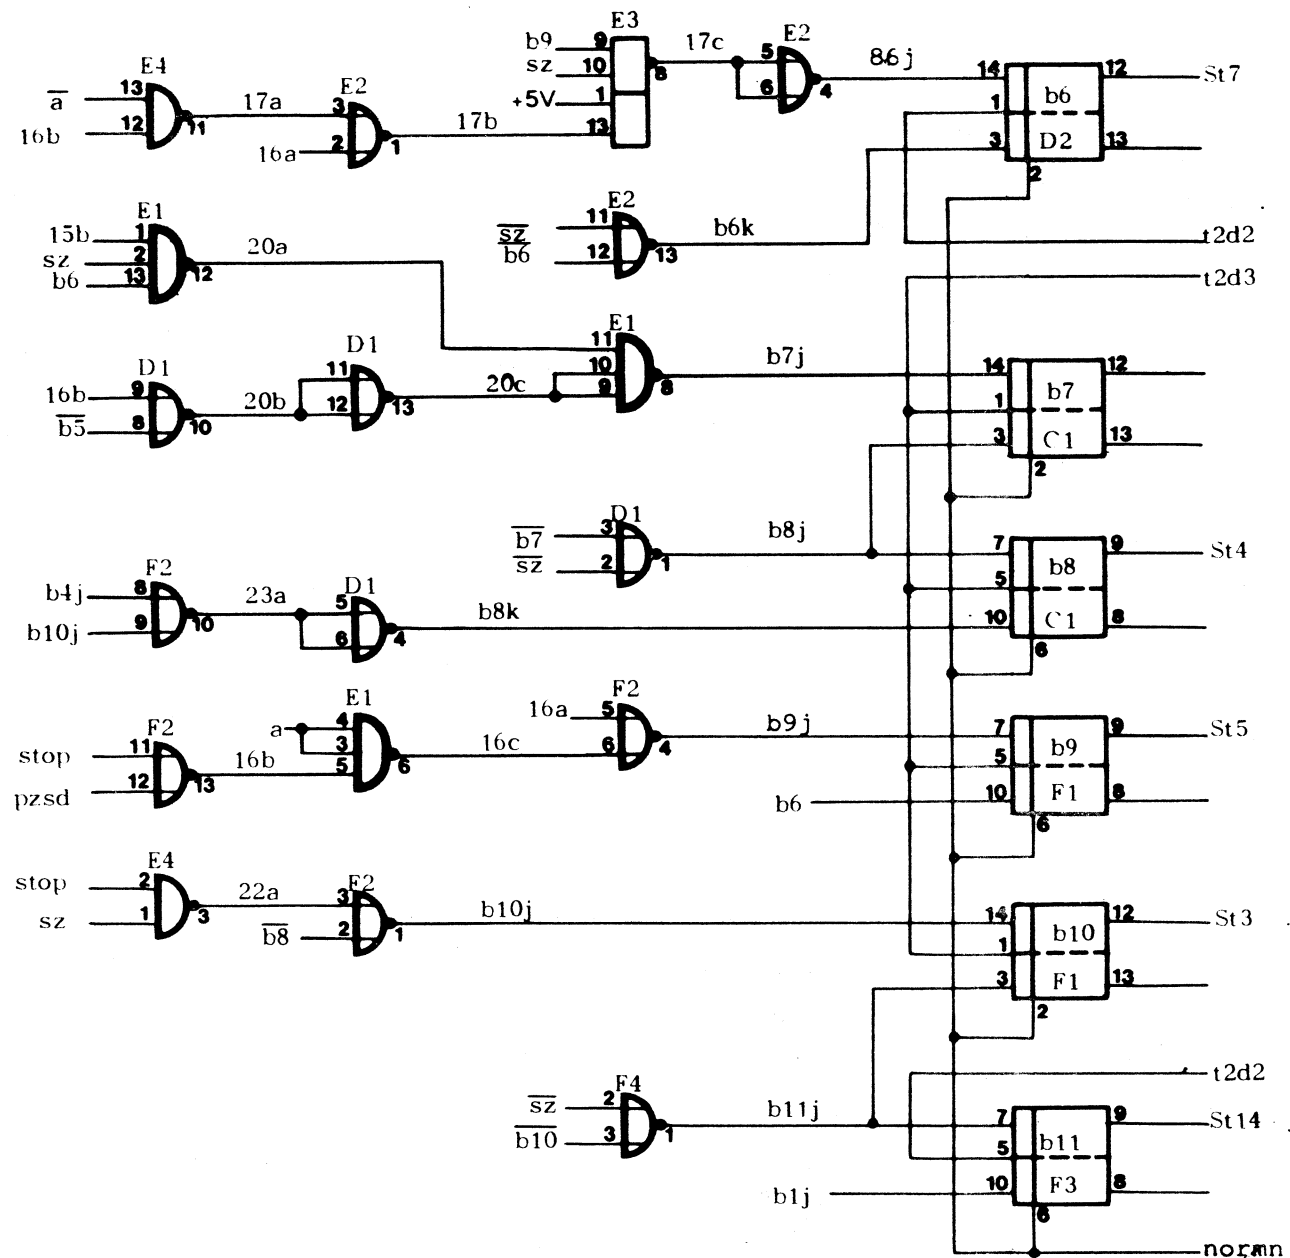 E3
b9 9 17c E2
sz 10 8 5 86j 14 12 St7
E4 +5V 1 6 4 b6
a 13 17a E2 13 1
16b 12 11 3 17b 3 D2 13
16a 2 1 2
E1 E2
15b 1 20a sz 11 b6k
sz 2 b6 12 13 t2d2
b6 13 12 t2d3
E1
D1 D1 11 b7j 14 12
16b 9 20b 11 20c 10 8 1 b7
b5 8 10 12 13 9 3 C1 13
2
D1
b7 3 b8j 7 9 St4
F2 sz 2 1 5 b8
b4j 8 23a D1 b8k
b10j 9 10 5 4 10 C1 8
6 6
E1 F2
F2 a 4 16a 5 b9j 7 9 St5
stop 11 16b 3 16c 6 4 5 b9
pzsd 12 13 5 6 b6 10 F1 8
6
E4
stop 2 22a F2 b10j 14 12 St3
sz 1 3 3 1 b10
b8 2 1 3 F1 13
2
F4 t2d2
sz 2 b11j 7 9 St14
b10 3 1 5 b11
b1j 10 F3 8
6
normn